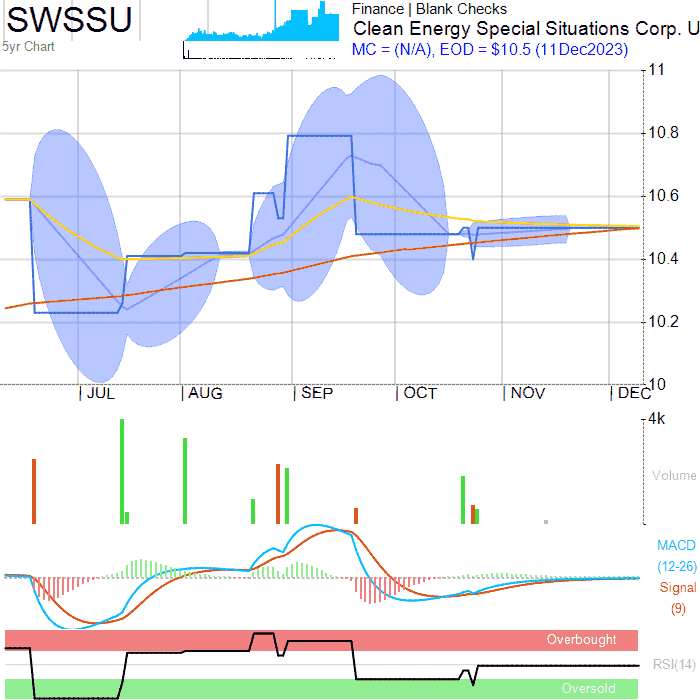 SWSSU
5yr Chart
Finance | Blank Checks
Clean Energy Special Situations Corp. U
MC = (N/A), EOD = $10.5 (11Dec2023)
11
10.8
10.6
10.4
10.2
10
JUL
AUG
SEP
OCT
NOV
DEC
4k
Volume
MACD
(12-26)
Signal
(9)
Overbought
RSI(14)
Oversold